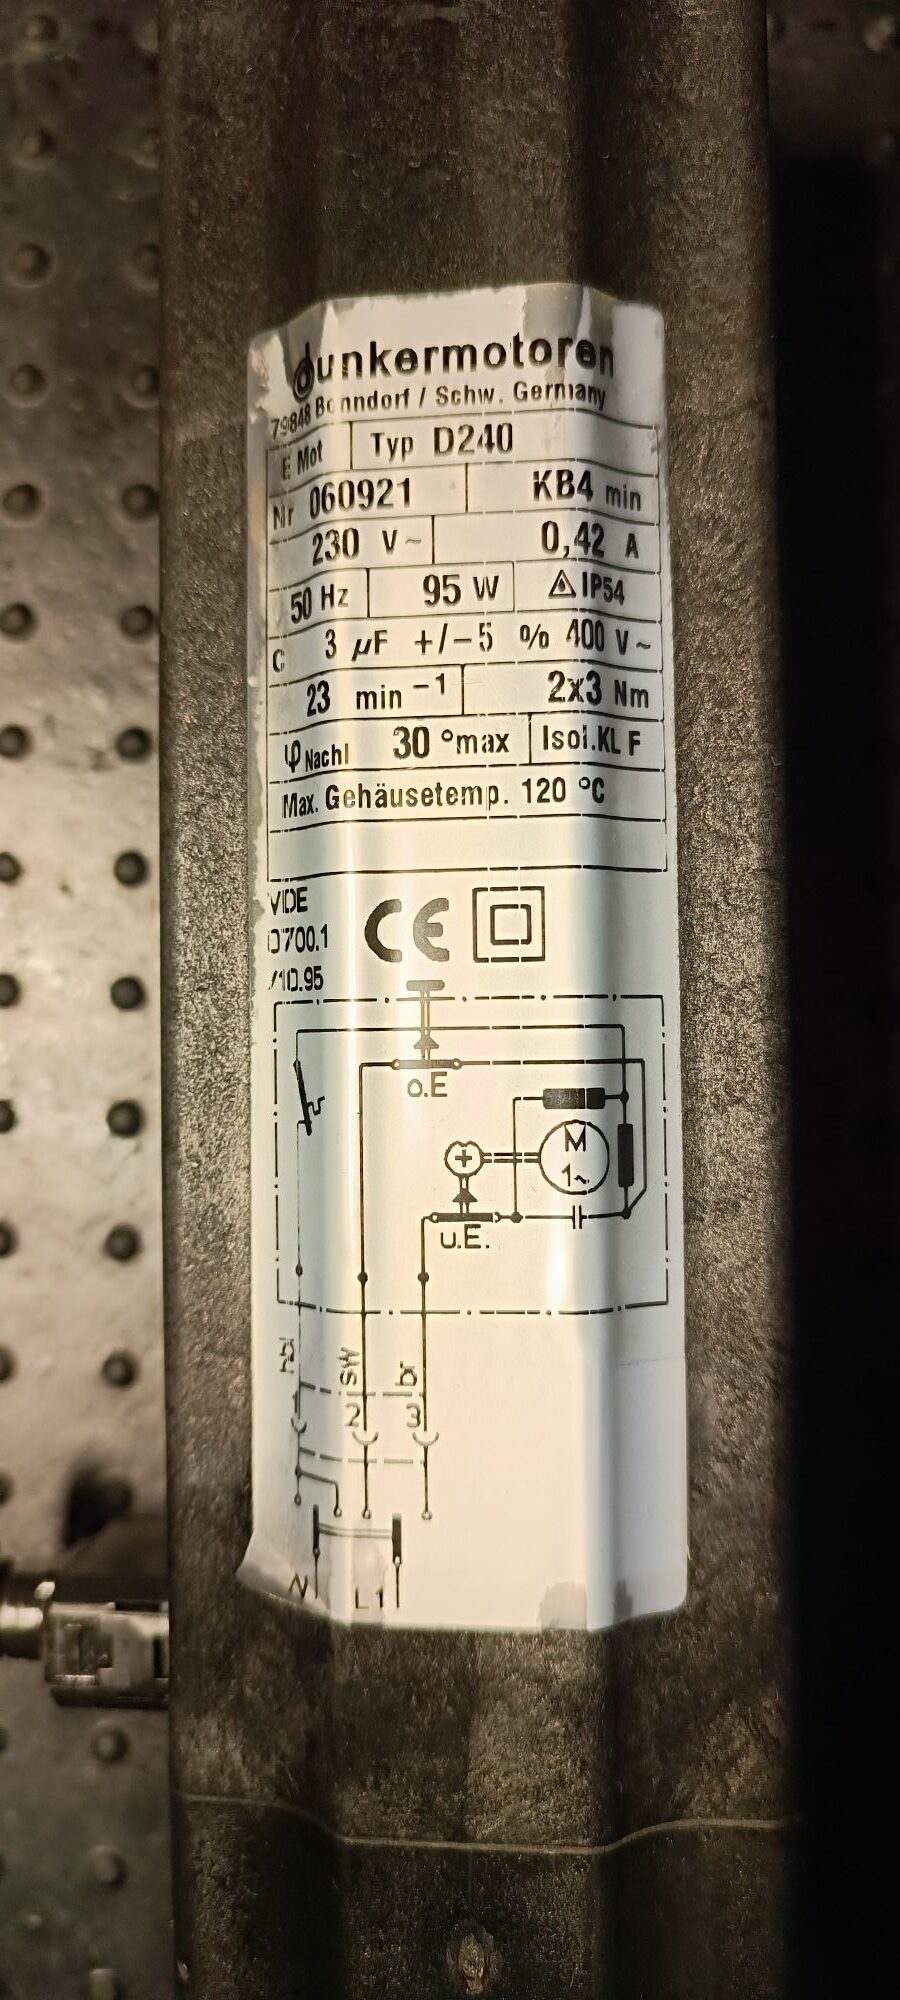 dunkermotoren
79848 Bonndorf / Schw. Germany
E Mot Typ D240
Nr 060921 KB4 min
230 V~ 0,42 A
50 Hz 95 W IP54
C 3 µF +/-5 % 400 V~
23 min⁻¹ 2x3 Nm
φNachl 30 °max Isol.KL F
Max. Gehäusetemp. 120 °C
VDE
0700.1
/10.95
CE
o.E
M
1~
u.E.
sw br
1 2 3
N L1